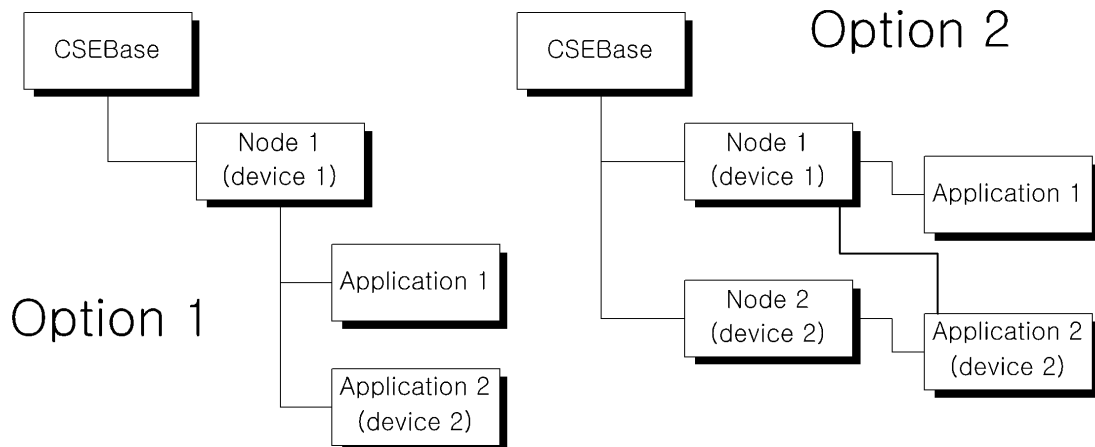 CSEBase
Node 1
(device 1)
Application 1
Application 2
(device 2)
Option 1
Option 2
CSEBase
Node 1
(device 1)
Application 1
Node 2
(device 2)
Application 2
(device 2)